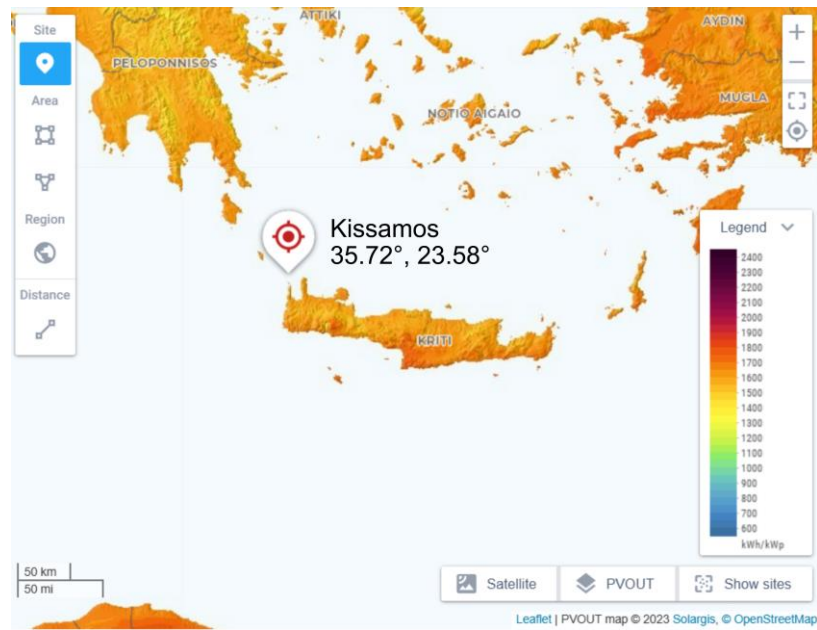 Site
Area
Region
Distance
ATTIKI
PELOPONNISOS
NOTIO AIGAIO
AYDIN
MUGLA
+
−
Kissamos
35.72°, 23.58°
KRITI
Legend
2400
2300
2200
2100
2000
1900
1800
1700
1600
1500
1400
1300
1200
1100
1000
900
800
700
600
kWh/kWp
50 km
50 mi
Satellite
PVOUT
Show sites
Leaflet | PVOUT map © 2023 Solargis, © OpenStreetMap